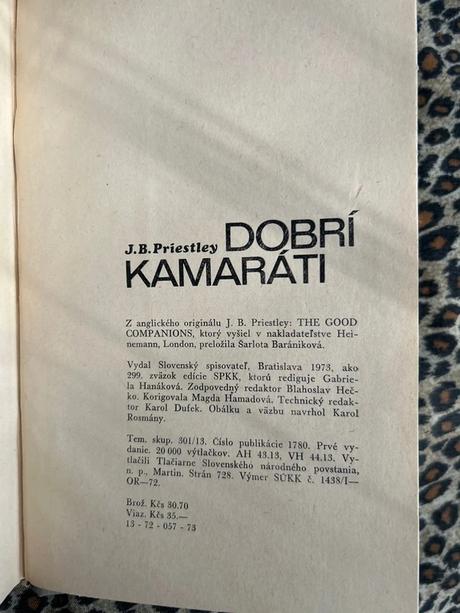 J.B.Priestley DOBRÍ
KAMARÁTI
Z anglického originálu J. B. Priestley: THE GOOD
COMPANIONS, ktorý vyšiel v nakladateľstve Hei-
nemann, London, preložila Šarlota Barániková.
Vydal Slovenský spisovateľ, Bratislava 1973, ako
299. zväzok edície SPKK, ktorú rediguje Gabrie-
la Hanáková. Zodpovedný redaktor Blahoslav Heč-
ko. Korigovala Magda Hamadová. Technický redak-
tor Karol Dufek. Obálku a väzbu navrhol Karol
Rosmány.
Tem. skup. 301/13. Číslo publikácie 1780. Prvé vy-
danie. 20 000 výtlačkov. AH 43.13, VH 44.13. Vy-
tlačili Tlačiarne Slovenského národného povstania,
n. p., Martin. Strán 728. Výmer SÚKK č. 1438/I—
OR—72.
Brož. Kčs 30.70
Viaz. Kčs 35.—
13 - 72 - 057 - 73